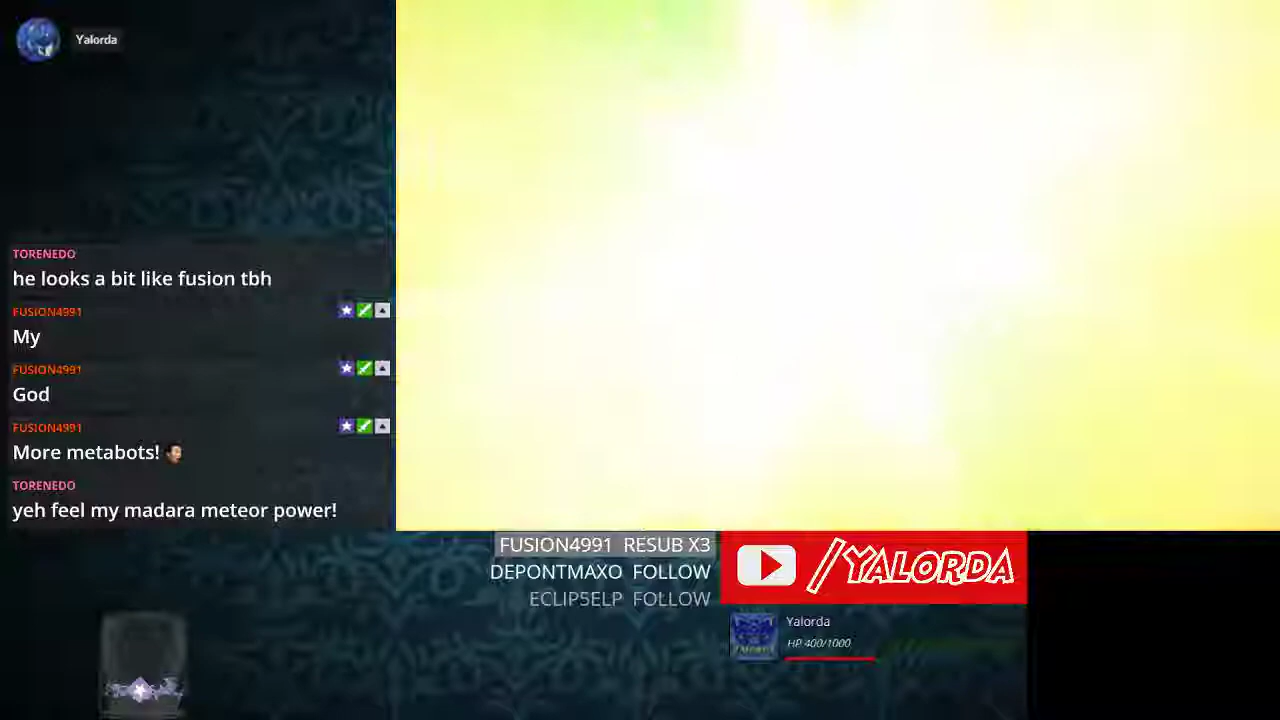 Yalorda
TORENEDO
he looks a bit like fusion tbh
FUSION4991
My
FUSION4991
God
FUSION4991
More metabots!
TORENEDO
yeh feel my madara meteor power!
FUSION4991 RESUB X3
DEPONTMAXO FOLLOW
ECLIP5ELP FOLLOW
/YALORDA
Yalorda
HP 400/1000